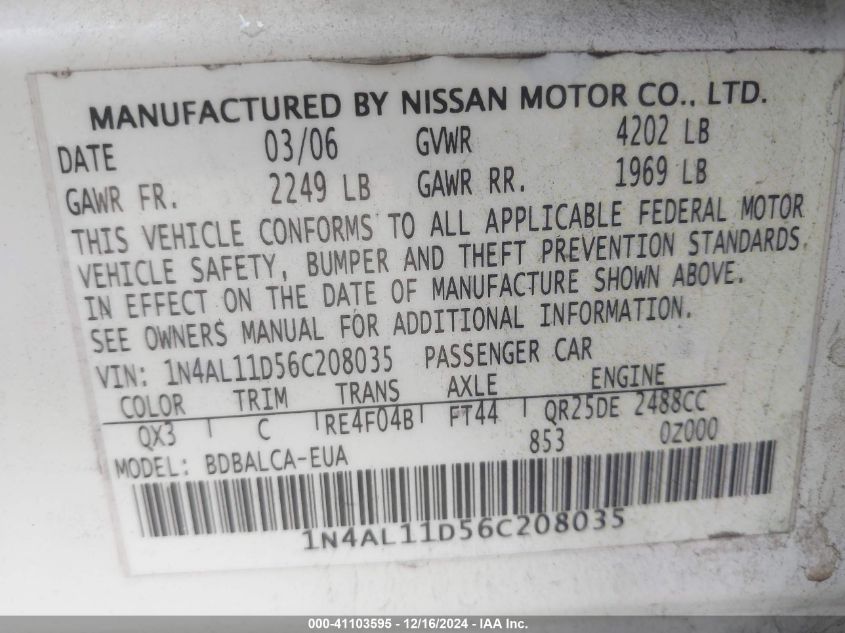 MANUFACTURED BY NISSAN MOTOR CO., LTD.
DATE 03/06 GVWR 4202 LB
GAWR FR. 2249 LB GAWR RR. 1969 LB
THIS VEHICLE CONFORMS TO ALL APPLICABLE FEDERAL MOTOR
VEHICLE SAFETY, BUMPER AND THEFT PREVENTION STANDARDS
IN EFFECT ON THE DATE OF MANUFACTURE SHOWN ABOVE.
SEE OWNERS MANUAL FOR ADDITIONAL INFORMATION.
VIN: 1N4AL11D56C208035 PASSENGER CAR
COLOR TRIM TRANS AXLE ENGINE
QX3 C RE4F04B FT44 QR25DE 2488CC
853 0Z000
MODEL: BDBALCA-EUA
1N4AL11D56C208035
000-41103595 - 12/16/2024 - IAA Inc.